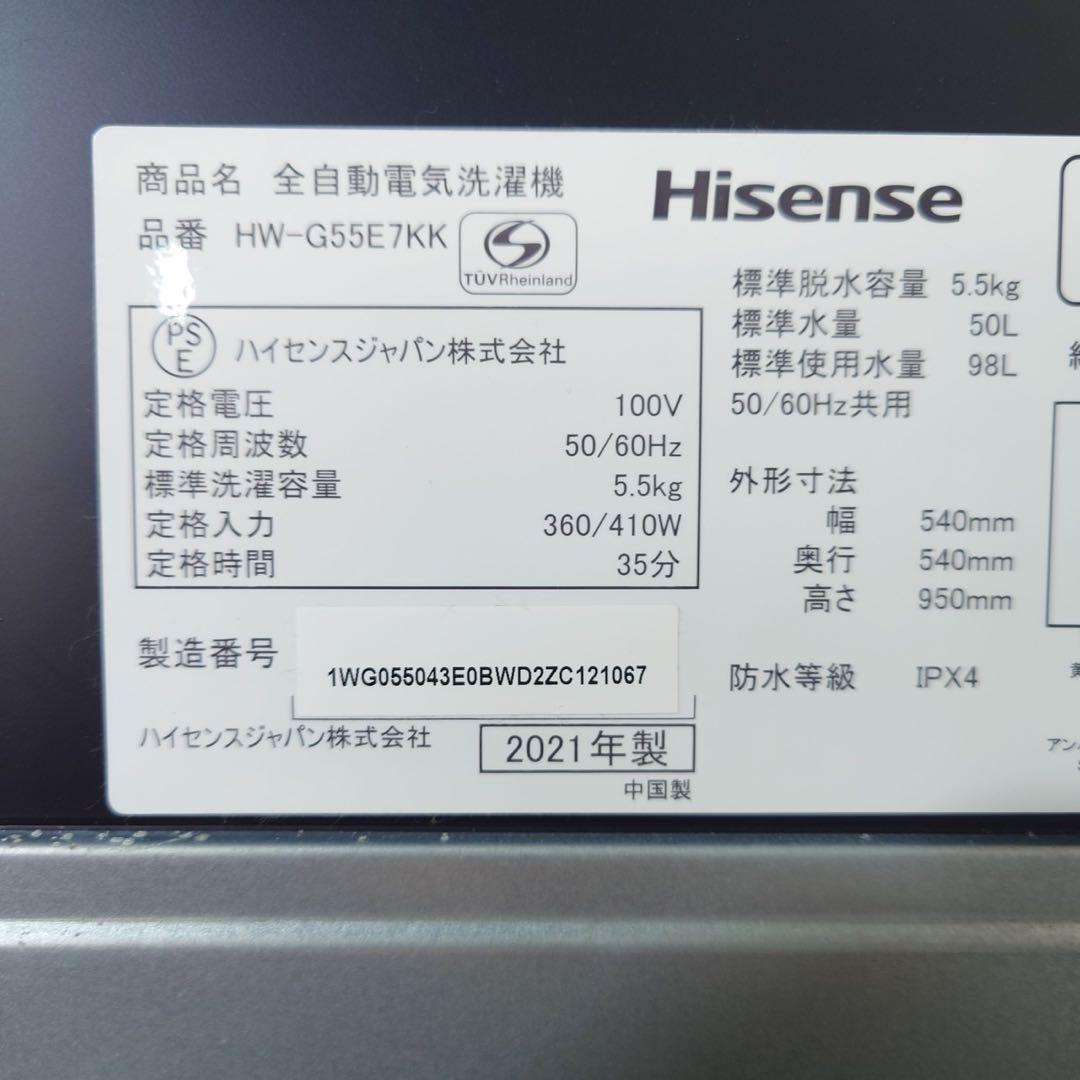 商品名 全自動電気洗濯機
品番 HW-G55E7KK
TÜVRheinland
PS
E
ハイセンスジャパン株式会社
定格電圧 100V
定格周波数 50/60Hz
標準洗濯容量 5.5kg
定格入力 360/410W
定格時間 35分
製造番号 1WG055043E0BWD2ZC121067
ハイセンスジャパン株式会社
2021年製
中国製
Hisense
標準脱水容量 5.5kg
標準水量 50L
標準使用水量 98L
50/60Hz共用
外形寸法
幅 540mm
奥行 540mm
高さ 950mm
防水等級 IPX4
アン